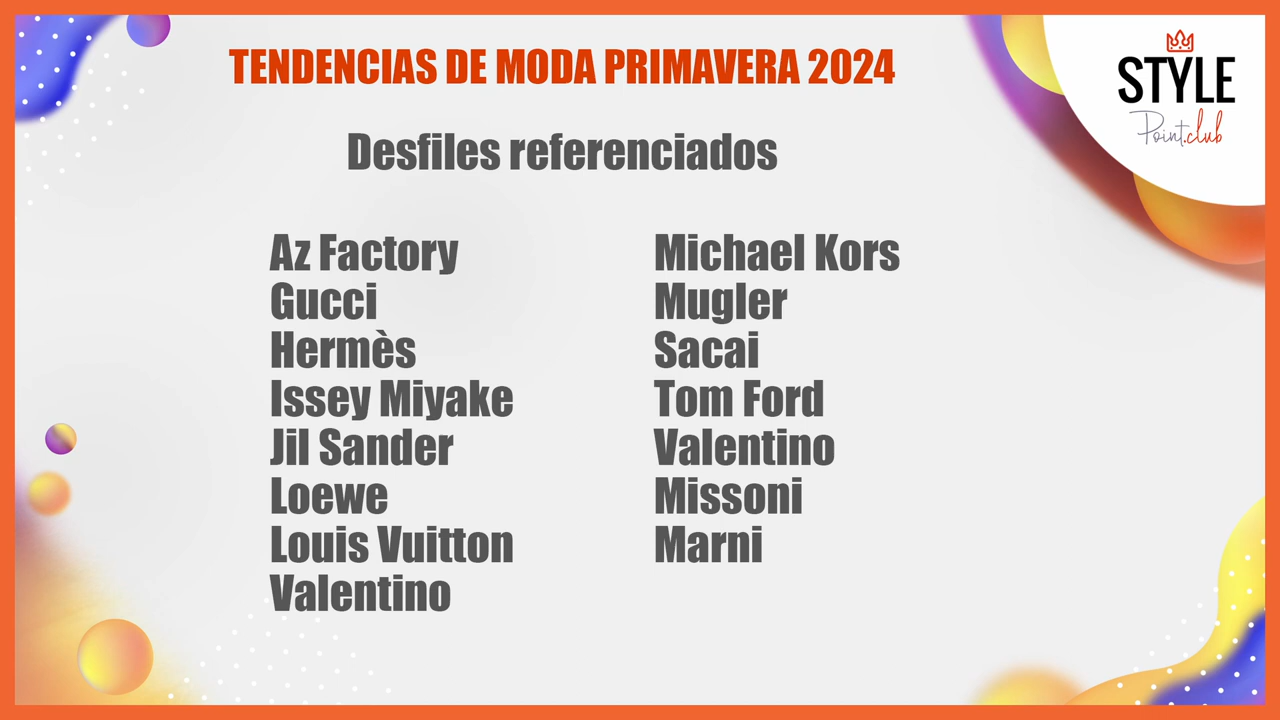 TENDENCIAS DE MODA PRIMAVERA 2024
STYLE
Point.club
Desfiles referenciados
Az Factory
Gucci
Hermès
Issey Miyake
Jil Sander
Loewe
Louis Vuitton
Valentino
Michael Kors
Mugler
Sacai
Tom Ford
Valentino
Missoni
Marni